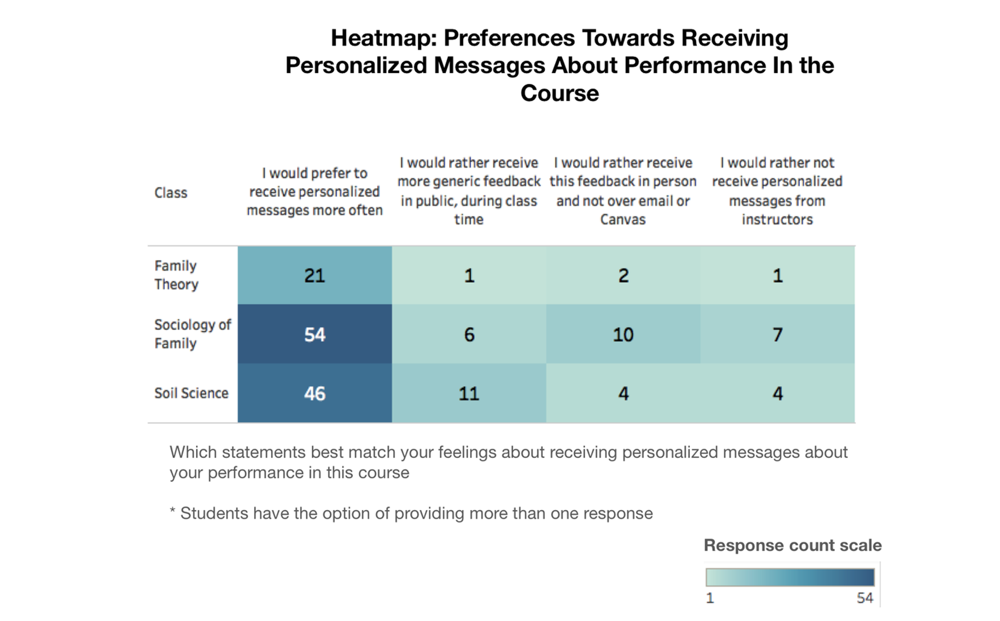 Heatmap: Preferences Towards Receiving
Personalized Messages About Performance In the
Course
Class
I would prefer to
receive personalized
messages more often
I would rather receive
more generic feedback
in public, during class
time
I would rather receive
this feedback in person
and not over email or
Canvas
I would rather not
receive personalized
messages from
instructors
Family
Theory
21
1
2
1
Sociology of
Family
54
6
10
7
Soil Science
46
11
4
4
Which statements best match your feelings about receiving personalized messages about
your performance in this course
* Students have the option of providing more than one response
Response count scale
1
54